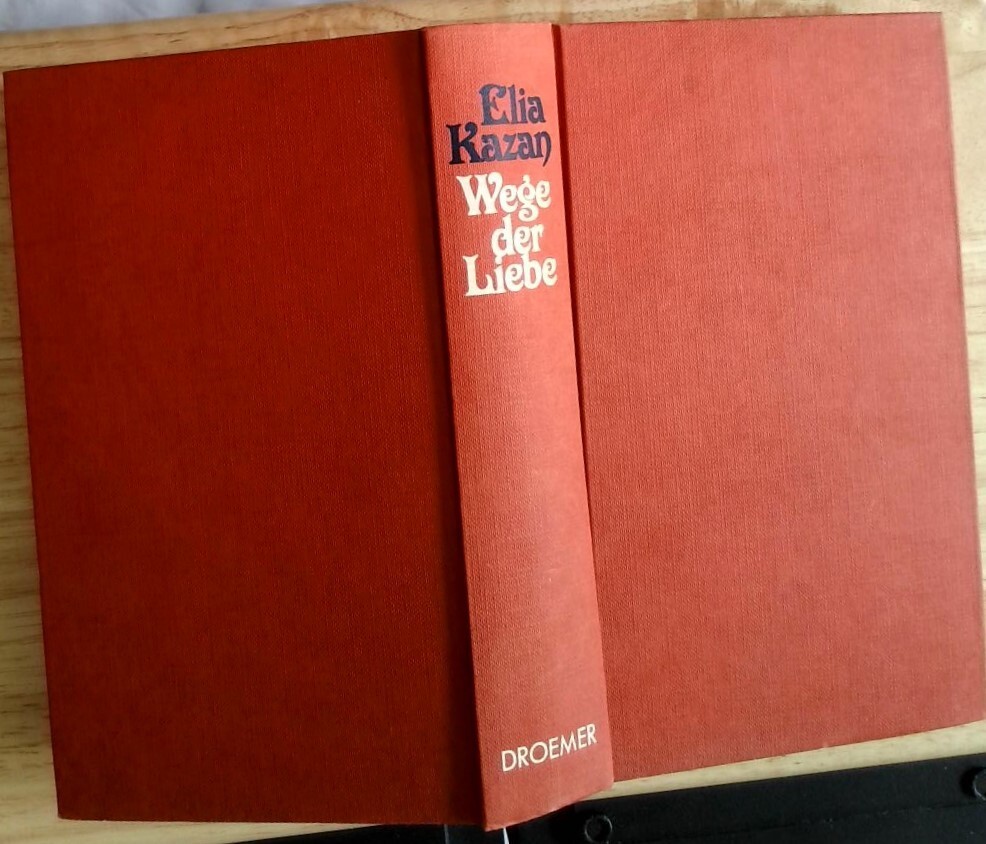 Elia
Kazan
Wege
der
Liebe
DROEMER